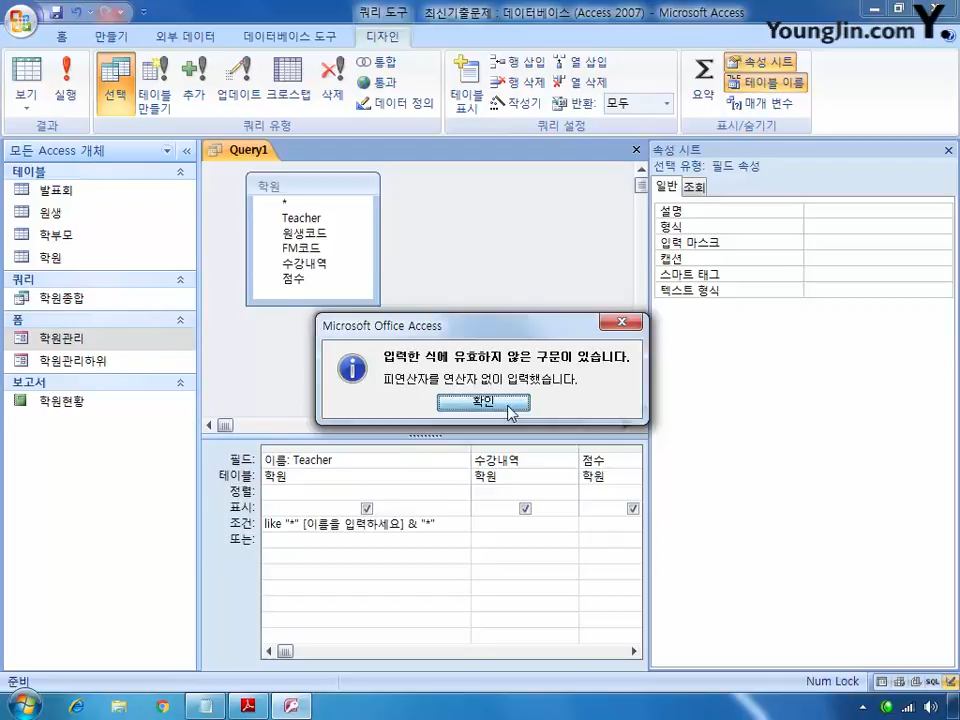 쿼리 도구
최신기출문제 : 데이터베이스 (Access 2007) - Microsoft Access
YoungJin.com Y.
홈
만들기
외부 데이터
데이터베이스 도구
디자인
보기
실행
선택
테이블 만들기
추가
업데이트
크로스탭
삭제
통합
통과
데이터 정의
테이블 표시
행 삽입
행 삭제
작성기
열 삽입
열 삭제
반환: 모두
요약
속성 시트
테이블 이름
매개 변수
결과
쿼리 유형
쿼리 설정
표시/숨기기
모든 Access 개체
테이블
발표회
원생
학부모
학원
쿼리
학원종합
폼
학원관리
학원관리하위
보고서
학원현황
Query1
학원
*
Teacher
원생코드
FM코드
수강내역
점수
속성 시트
선택 유형: 필드 속성
일반
조회
설명
형식
입력 마스크
캡션
스마트 태그
텍스트 형식
Microsoft Office Access
입력한 식에 유효하지 않은 구문이 있습니다.
피연산자를 연산자 없이 입력했습니다.
확인
필드: 이름: Teacher 수강내역 점수
테이블: 학원 학원 학원
정렬:
표시:
조건: like "*" [이름을 입력하세요] & "*"
또는:
준비
Num Lock
SQL